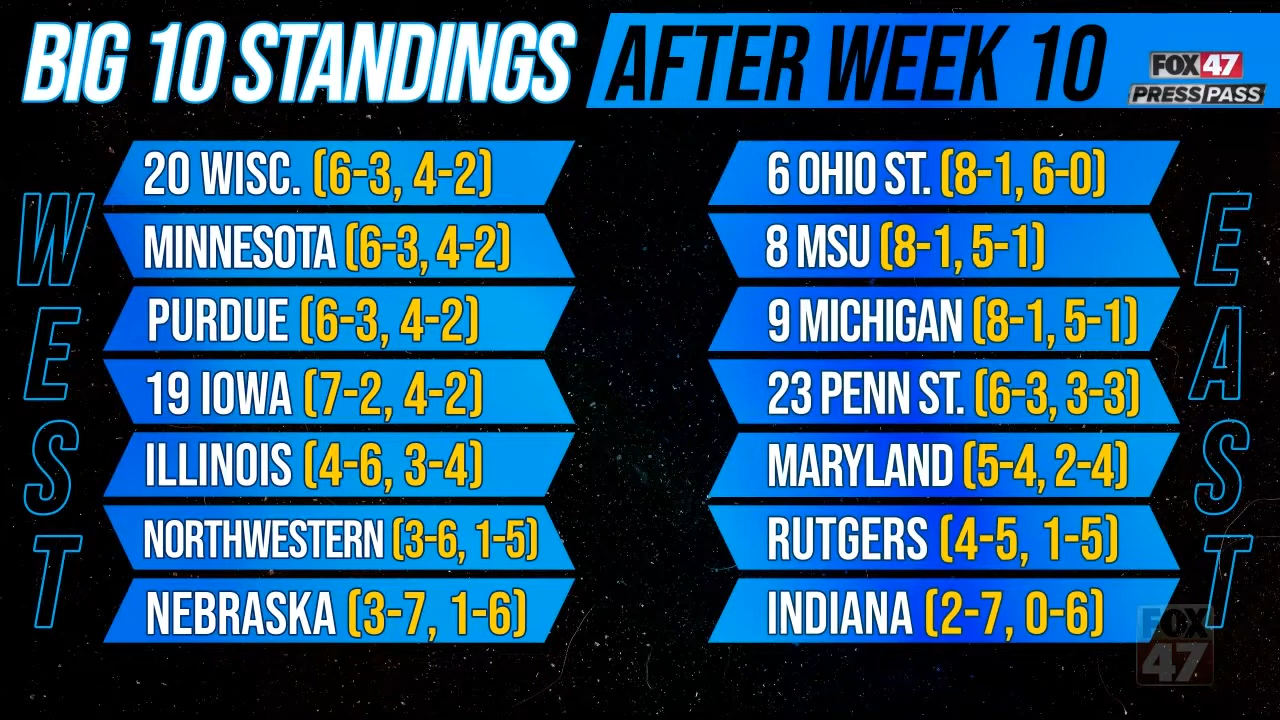 BIG 10 STANDINGS AFTER WEEK 10
FOX 47
PRESS PASS
WEST
20 WISC. (6-3, 4-2)
MINNESOTA (6-3, 4-2)
PURDUE (6-3, 4-2)
19 IOWA (7-2, 4-2)
ILLINOIS (4-6, 3-4)
NORTHWESTERN (3-6, 1-5)
NEBRASKA (3-7, 1-6)
EAST
6 OHIO ST. (8-1, 6-0)
8 MSU (8-1, 5-1)
9 MICHIGAN (8-1, 5-1)
23 PENN ST. (6-3, 3-3)
MARYLAND (5-4, 2-4)
RUTGERS (4-5, 1-5)
INDIANA (2-7, 0-6)
FOX
47